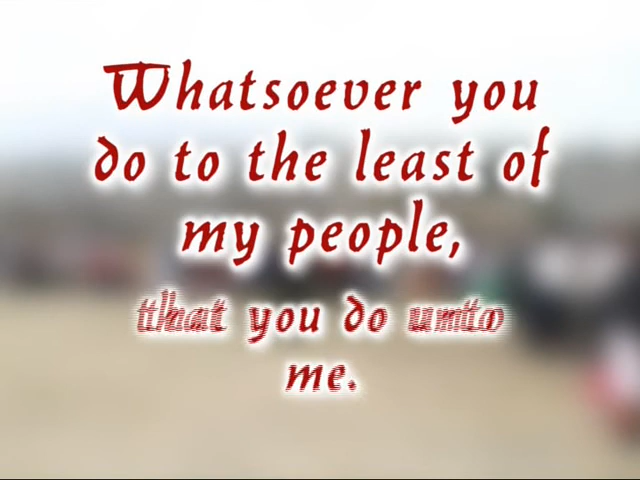 Whatsoever you
do to the least of
my people,
that you do unto
me.